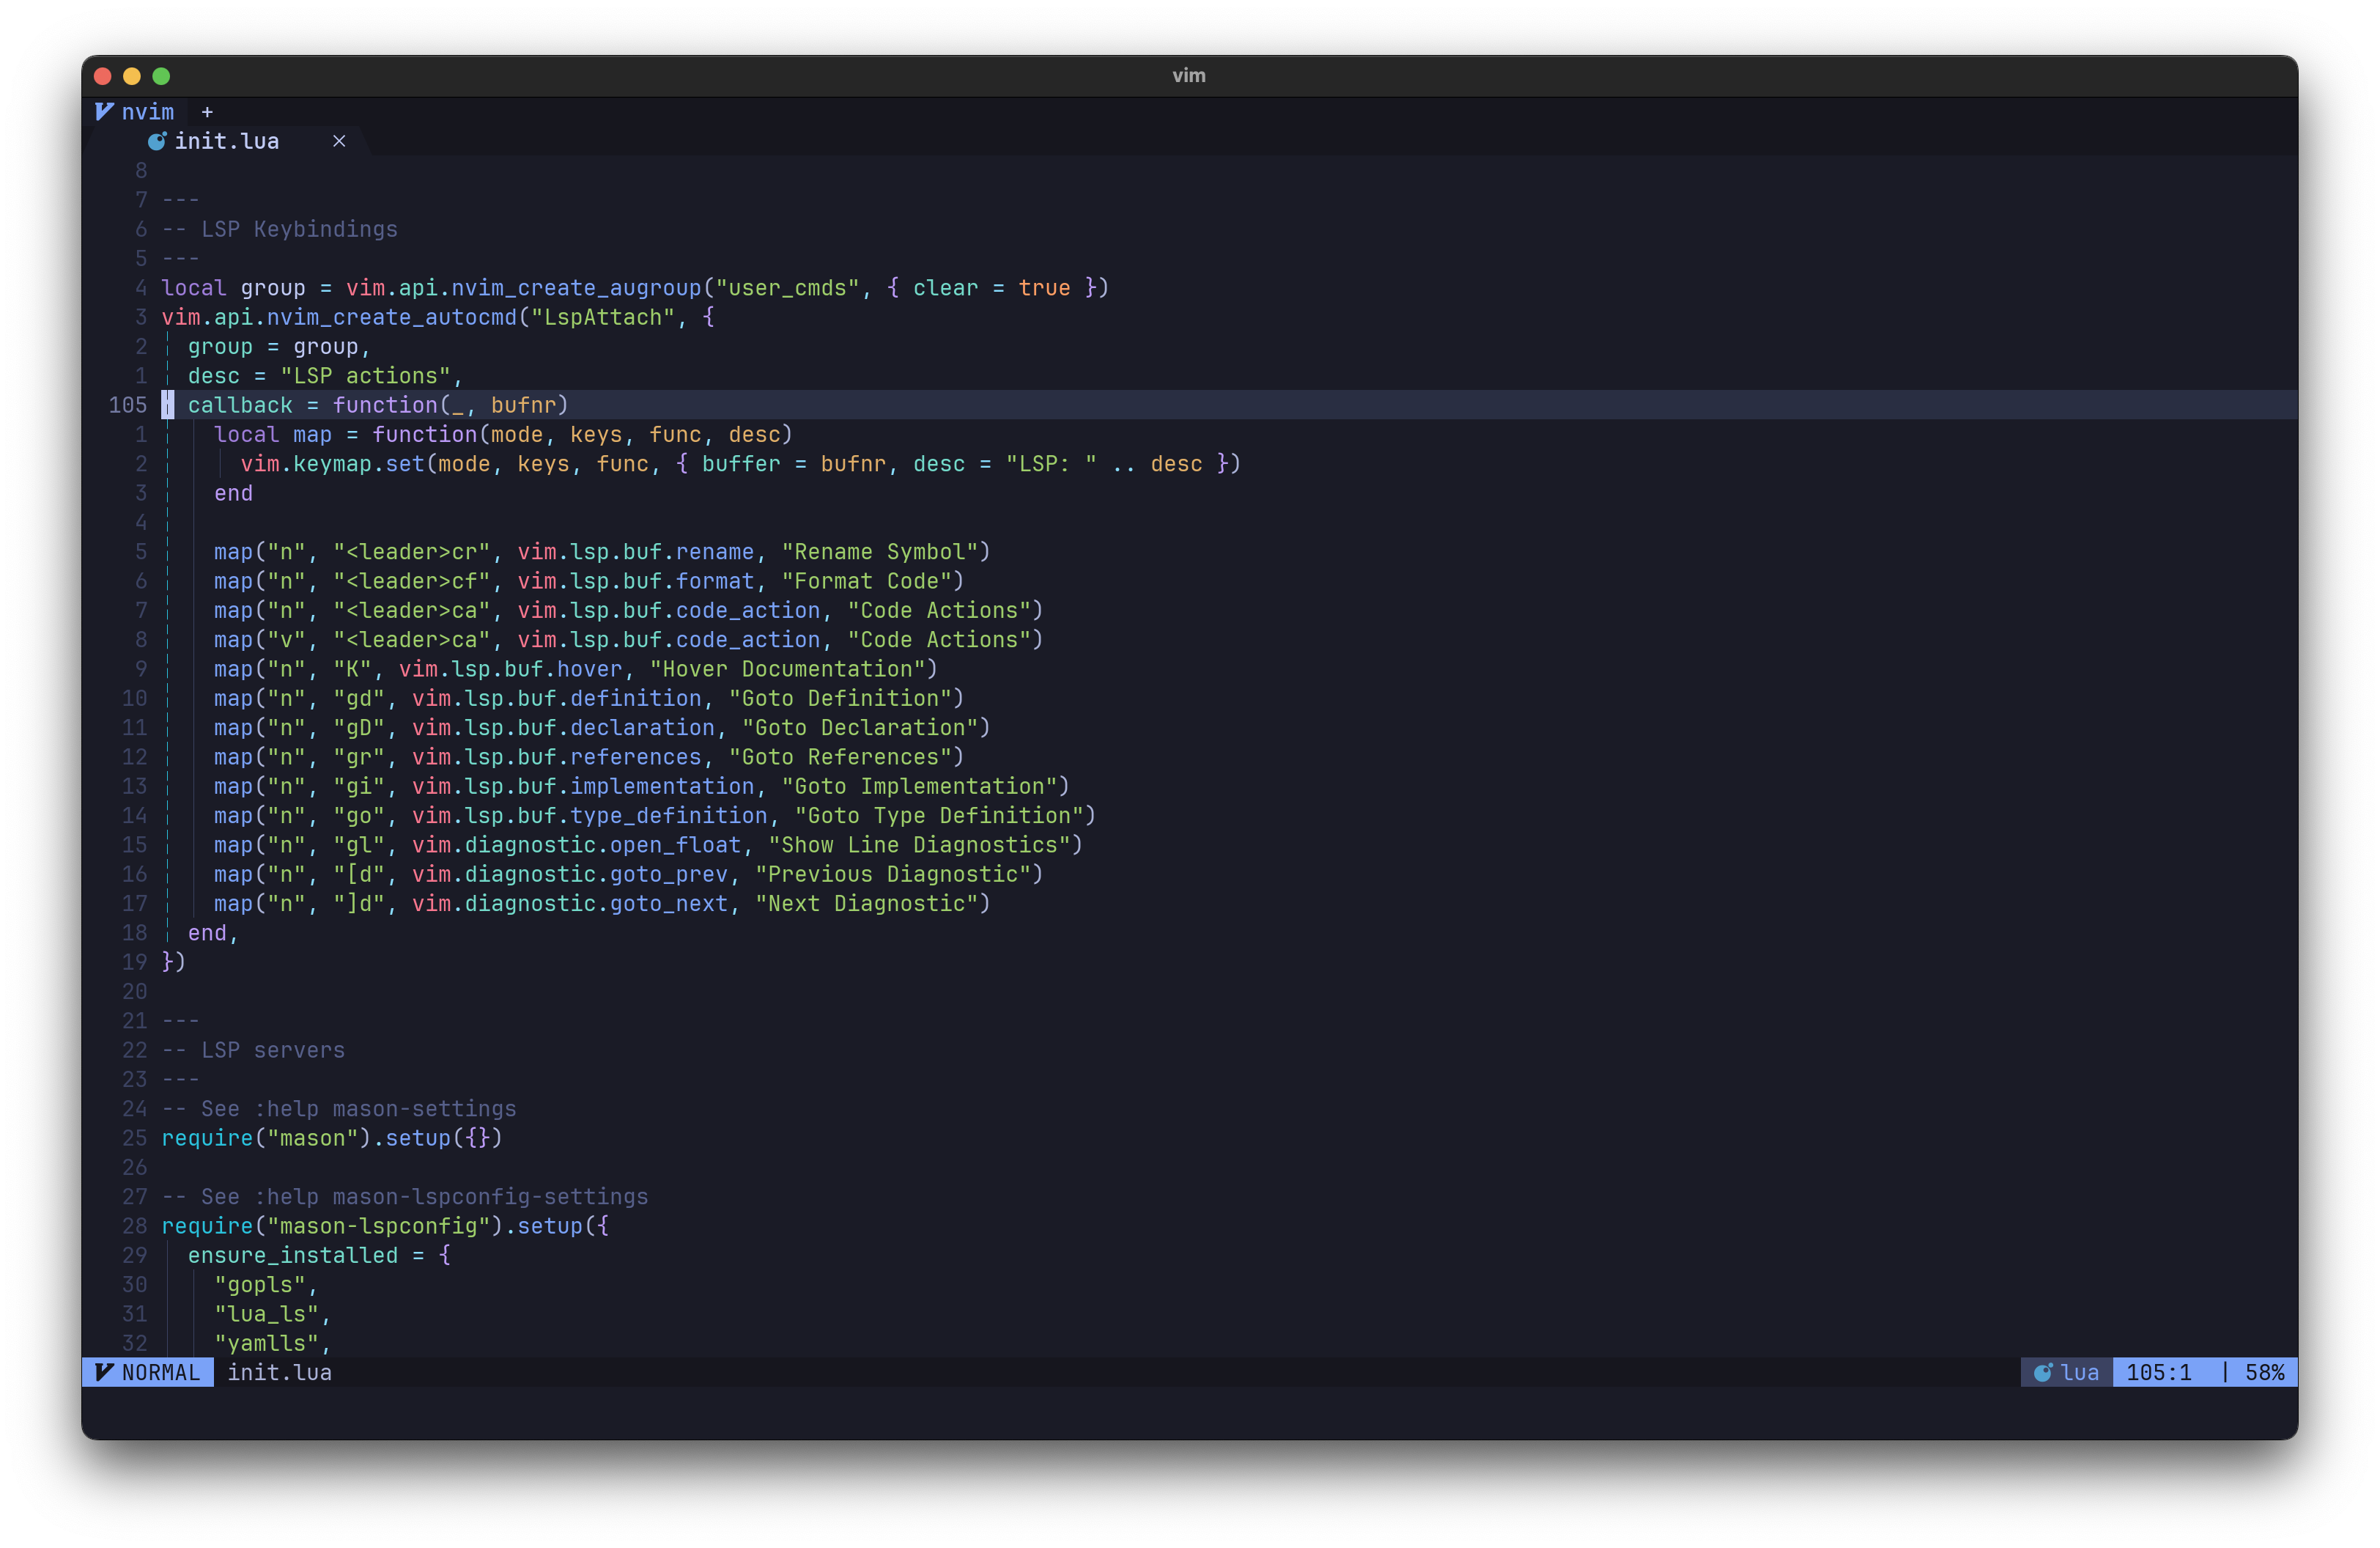 vim
nvim +
init.lua ×
8
7 ---
6 -- LSP Keybindings
5 ---
4 local group = vim.api.nvim_create_augroup("user_cmds", { clear = true })
3 vim.api.nvim_create_autocmd("LspAttach", {
2   group = group,
1   desc = "LSP actions",
105   callback = function(_, bufnr)
1     local map = function(mode, keys, func, desc)
2       vim.keymap.set(mode, keys, func, { buffer = bufnr, desc = "LSP: " .. desc })
3     end
4
5     map("n", "<leader>cr", vim.lsp.buf.rename, "Rename Symbol")
6     map("n", "<leader>cf", vim.lsp.buf.format, "Format Code")
7     map("n", "<leader>ca", vim.lsp.buf.code_action, "Code Actions")
8     map("v", "<leader>ca", vim.lsp.buf.code_action, "Code Actions")
9     map("n", "K", vim.lsp.buf.hover, "Hover Documentation")
10     map("n", "gd", vim.lsp.buf.definition, "Goto Definition")
11     map("n", "gD", vim.lsp.buf.declaration, "Goto Declaration")
12     map("n", "gr", vim.lsp.buf.references, "Goto References")
13     map("n", "gi", vim.lsp.buf.implementation, "Goto Implementation")
14     map("n", "go", vim.lsp.buf.type_definition, "Goto Type Definition")
15     map("n", "gl", vim.diagnostic.open_float, "Show Line Diagnostics")
16     map("n", "[d", vim.diagnostic.goto_prev, "Previous Diagnostic")
17     map("n", "]d", vim.diagnostic.goto_next, "Next Diagnostic")
18   end,
19 })
20
21 ---
22 -- LSP servers
23 ---
24 -- See :help mason-settings
25 require("mason").setup({})
26
27 -- See :help mason-lspconfig-settings
28 require("mason-lspconfig").setup({
29   ensure_installed = {
30     "gopls",
31     "lua_ls",
32     "yamlls",
NORMAL init.lua lua 105:1 | 58%